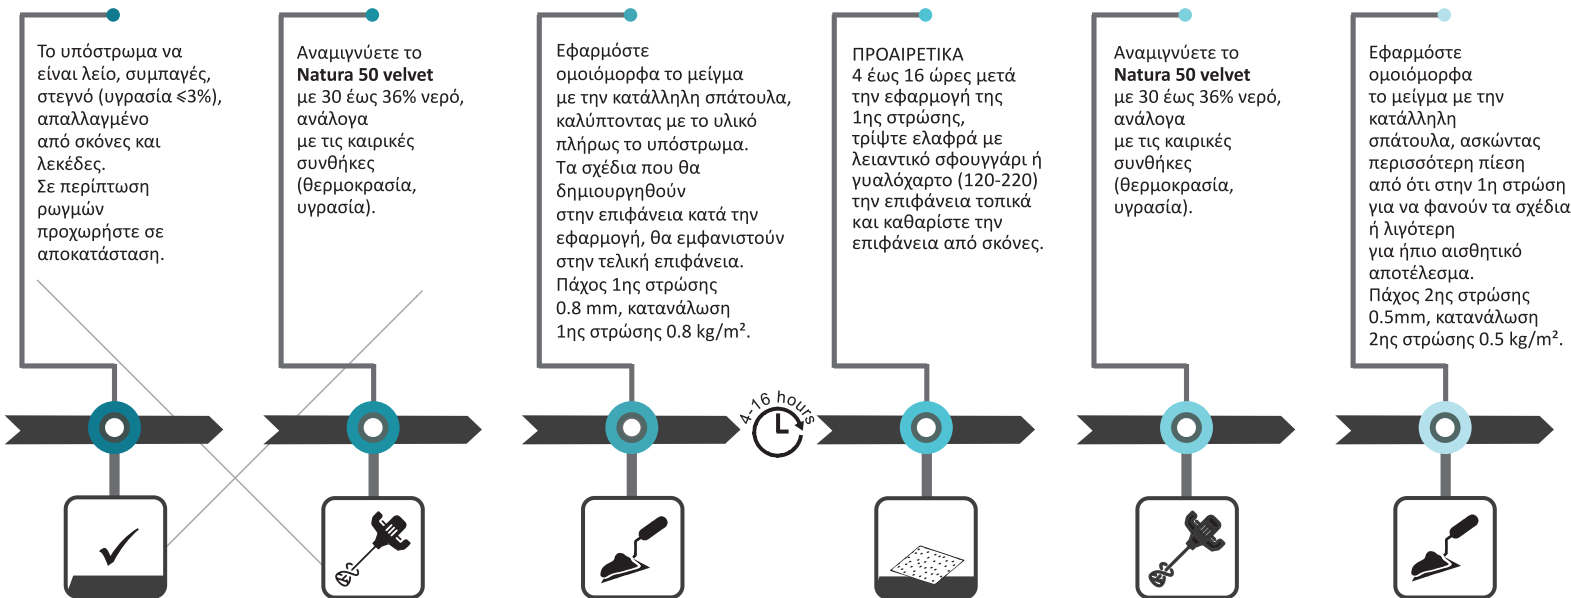 Το υπόστρωμα να
είναι λείο, συμπαγές,
στεγνό (υγρασία ⩽3%),
απαλλαγμένο
από σκόνες και
λεκέδες.
Σε περίπτωση
ρωγμών
προχωρήστε σε
αποκατάσταση.
Αναμιγνύετε το
Natura 50 velvet
με 30 έως 36% νερό,
ανάλογα
με τις καιρικές
συνθήκες
(θερμοκρασία,
υγρασία).
Εφαρμόστε
ομοιόμορφα το μείγμα
με την κατάλληλη σπάτουλα,
καλύπτοντας με το υλικό
πλήρως το υπόστρωμα.
Τα σχέδια που θα
δημιουργηθούν
στην επιφάνεια κατά την
εφαρμογή, θα εμφανιστούν
στην τελική επιφάνεια.
Πάχος 1ης στρώσης
0.8 mm, κατανάλωση
1ης στρώσης 0.8 kg/m².
4-16 hours
ΠΡΟΑΙΡΕΤΙΚΑ
4 έως 16 ώρες μετά
την εφαρμογή της
1ης στρώσης,
τρίψτε ελαφρά με
λειαντικό σφουγγάρι ή
γυαλόχαρτο (120-220)
την επιφάνεια τοπικά
και καθαρίστε την
επιφάνεια από σκόνες.
Αναμιγνύετε το
Natura 50 velvet
με 30 έως 36% νερό,
ανάλογα
με τις καιρικές
συνθήκες
(θερμοκρασία,
υγρασία).
Εφαρμόστε
ομοιόμορφα
το μείγμα με την
κατάλληλη
σπάτουλα, ασκώντας
περισσότερη πίεση
από ότι στην 1η στρώση
για να φανούν τα σχέδια
ή λιγότερη
για ήπιο αισθητικό
αποτέλεσμα.
Πάχος 2ης στρώσης
0.5mm, κατανάλωση
2ης στρώσης 0.5 kg/m².